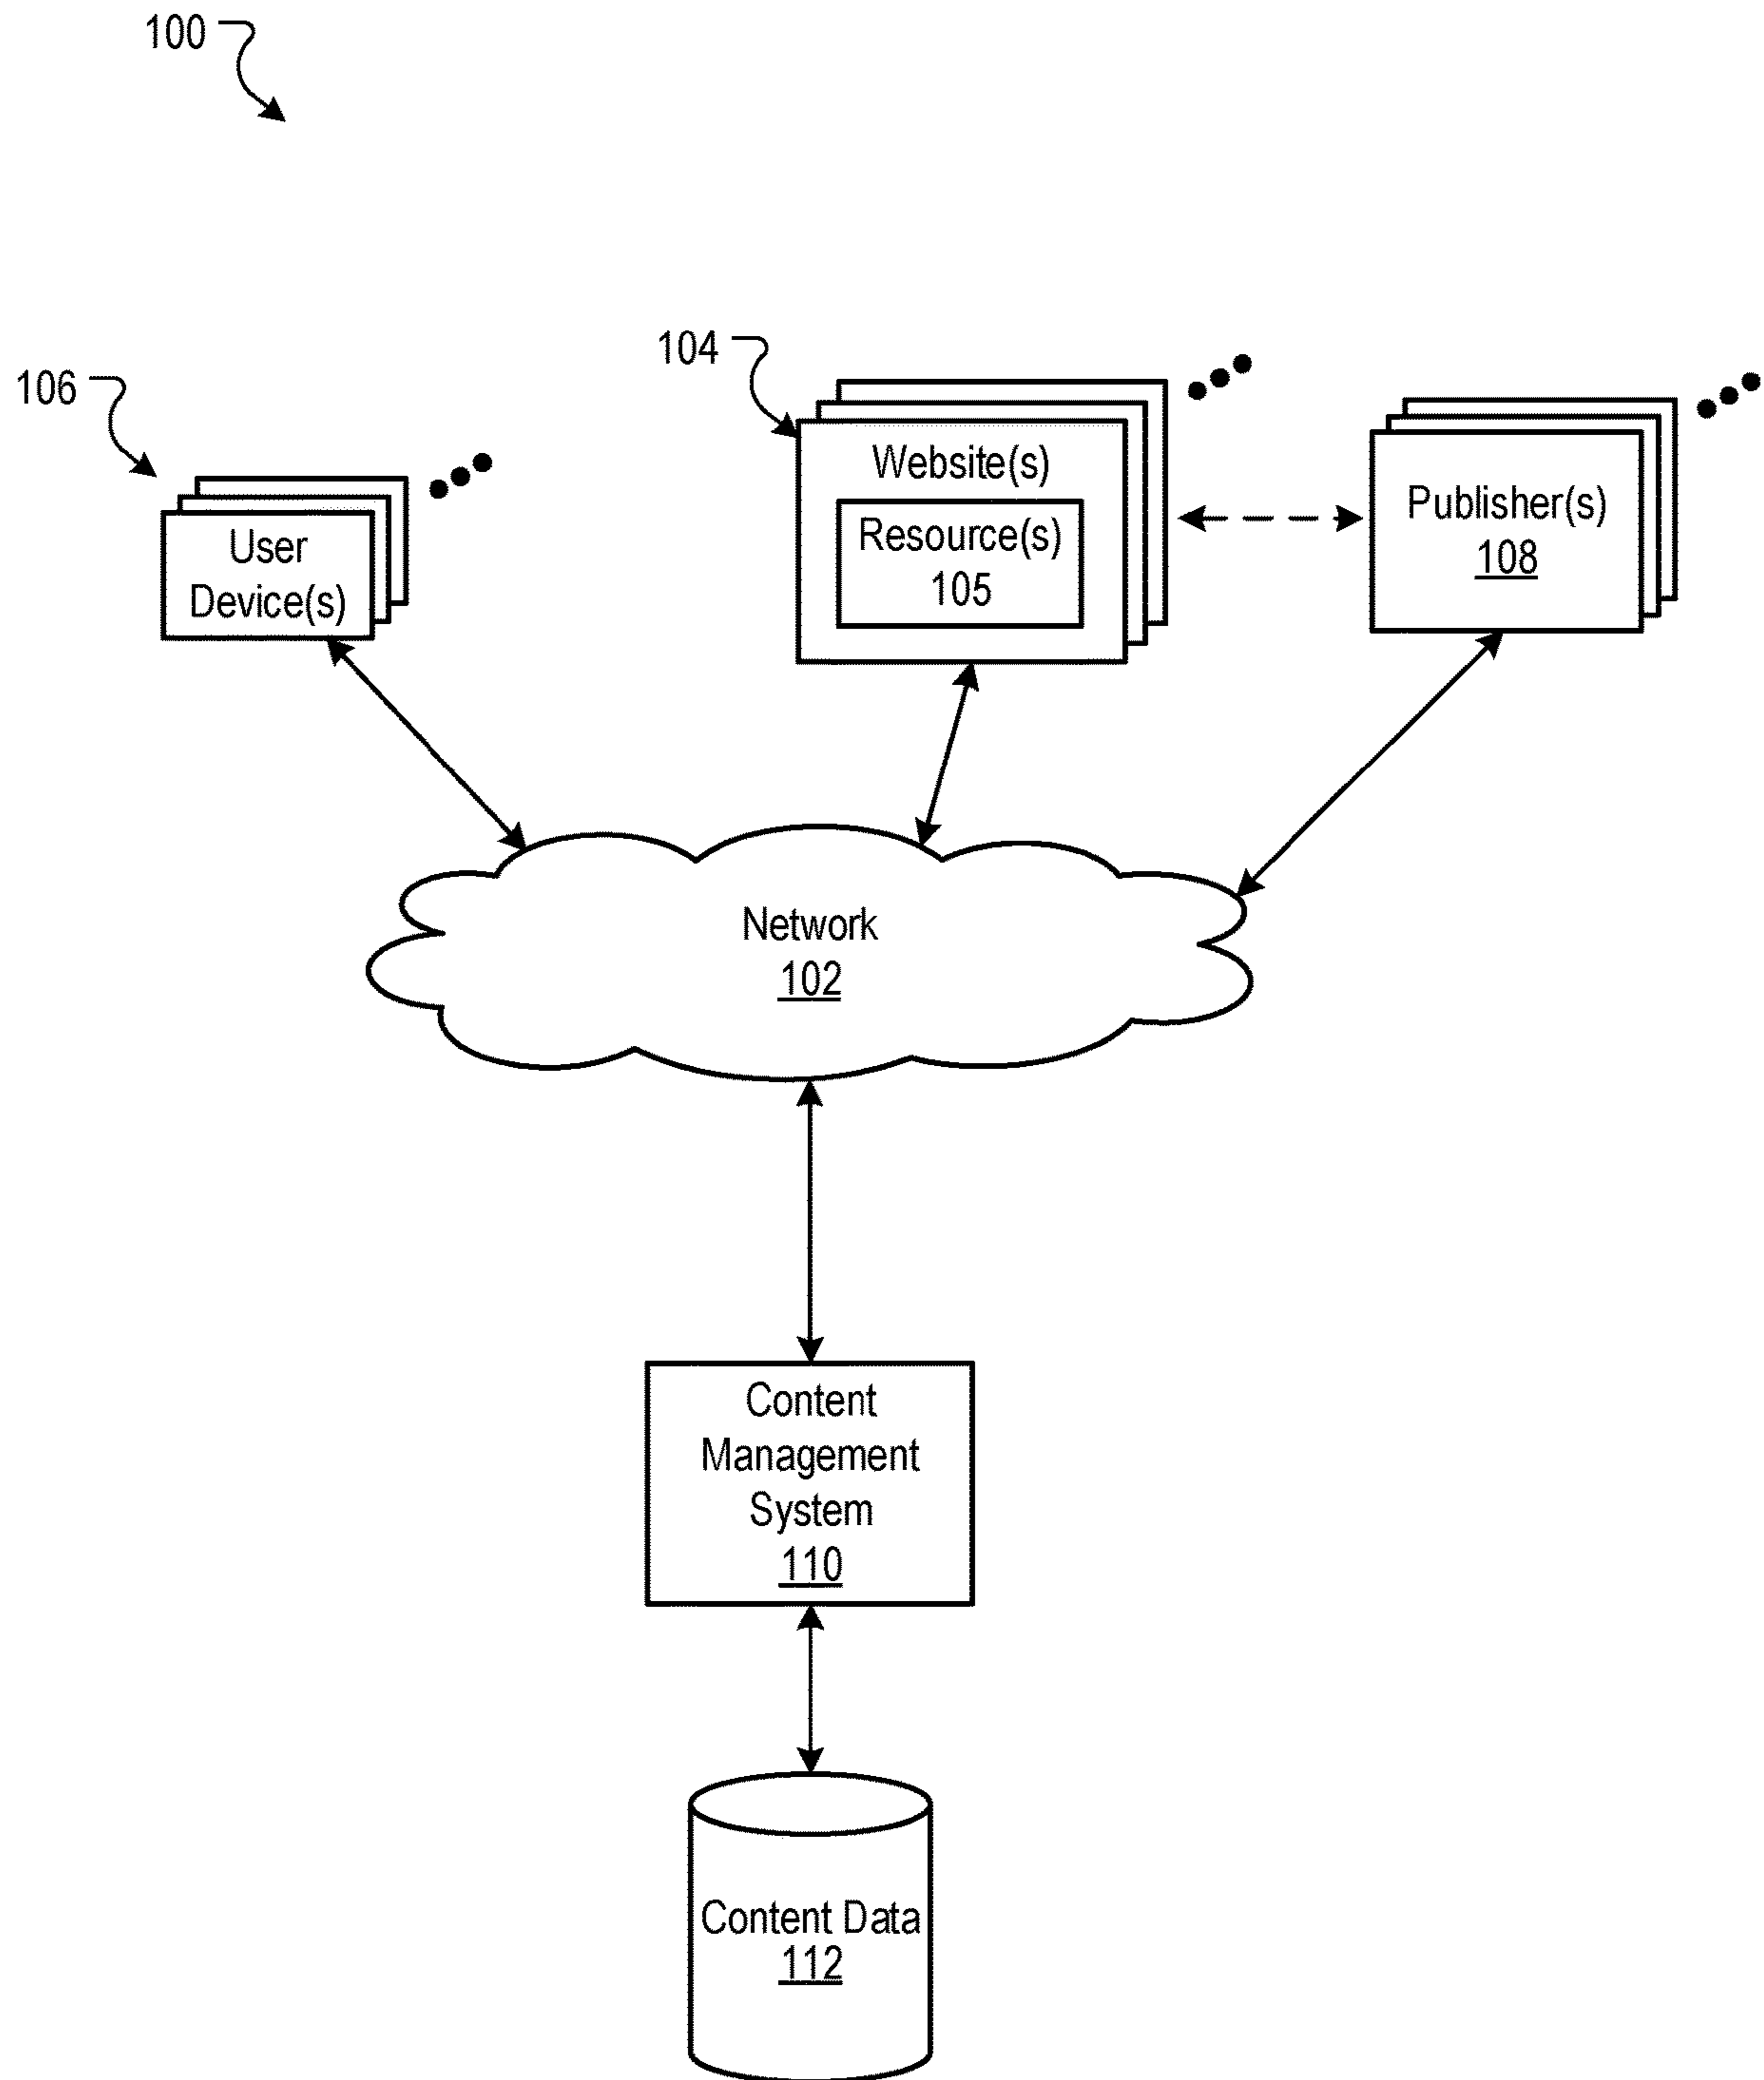 100
104
106
Website(s)
Resource(s)
105
Publisher(s)
108
User
Device(s)
Network
102
Content
Management
System
110
Content Data
112